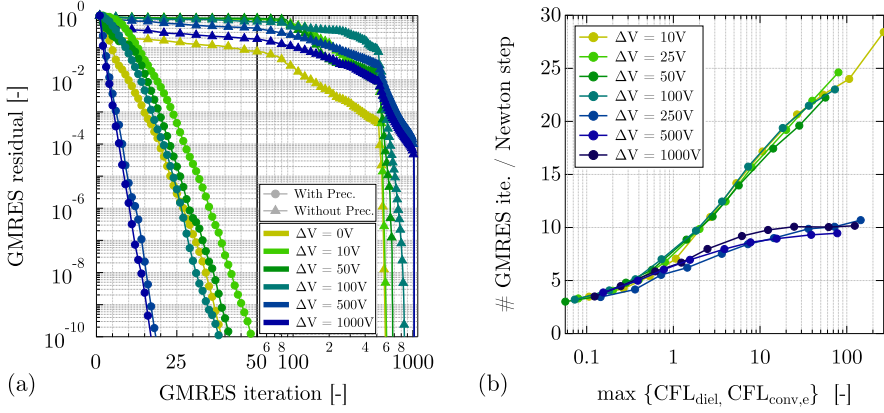 10^0
10^-2
10^-4
10^-6
10^-8
10^-10
GMRES residual [-]
With Prec.
Without Prec.
ΔV = 0V
ΔV = 10V
ΔV = 50V
ΔV = 100V
ΔV = 500V
ΔV = 1000V
0 25 50 6 8 100 2 4 6 8 1000
GMRES iteration [-]
(a)
30
25
20
15
10
5
0
# GMRES ite. / Newton step
ΔV = 10V
ΔV = 25V
ΔV = 50V
ΔV = 100V
ΔV = 250V
ΔV = 500V
ΔV = 1000V
0.1 1 10 100
max {CFL_diel, CFL_conv,e} [-]
(b)